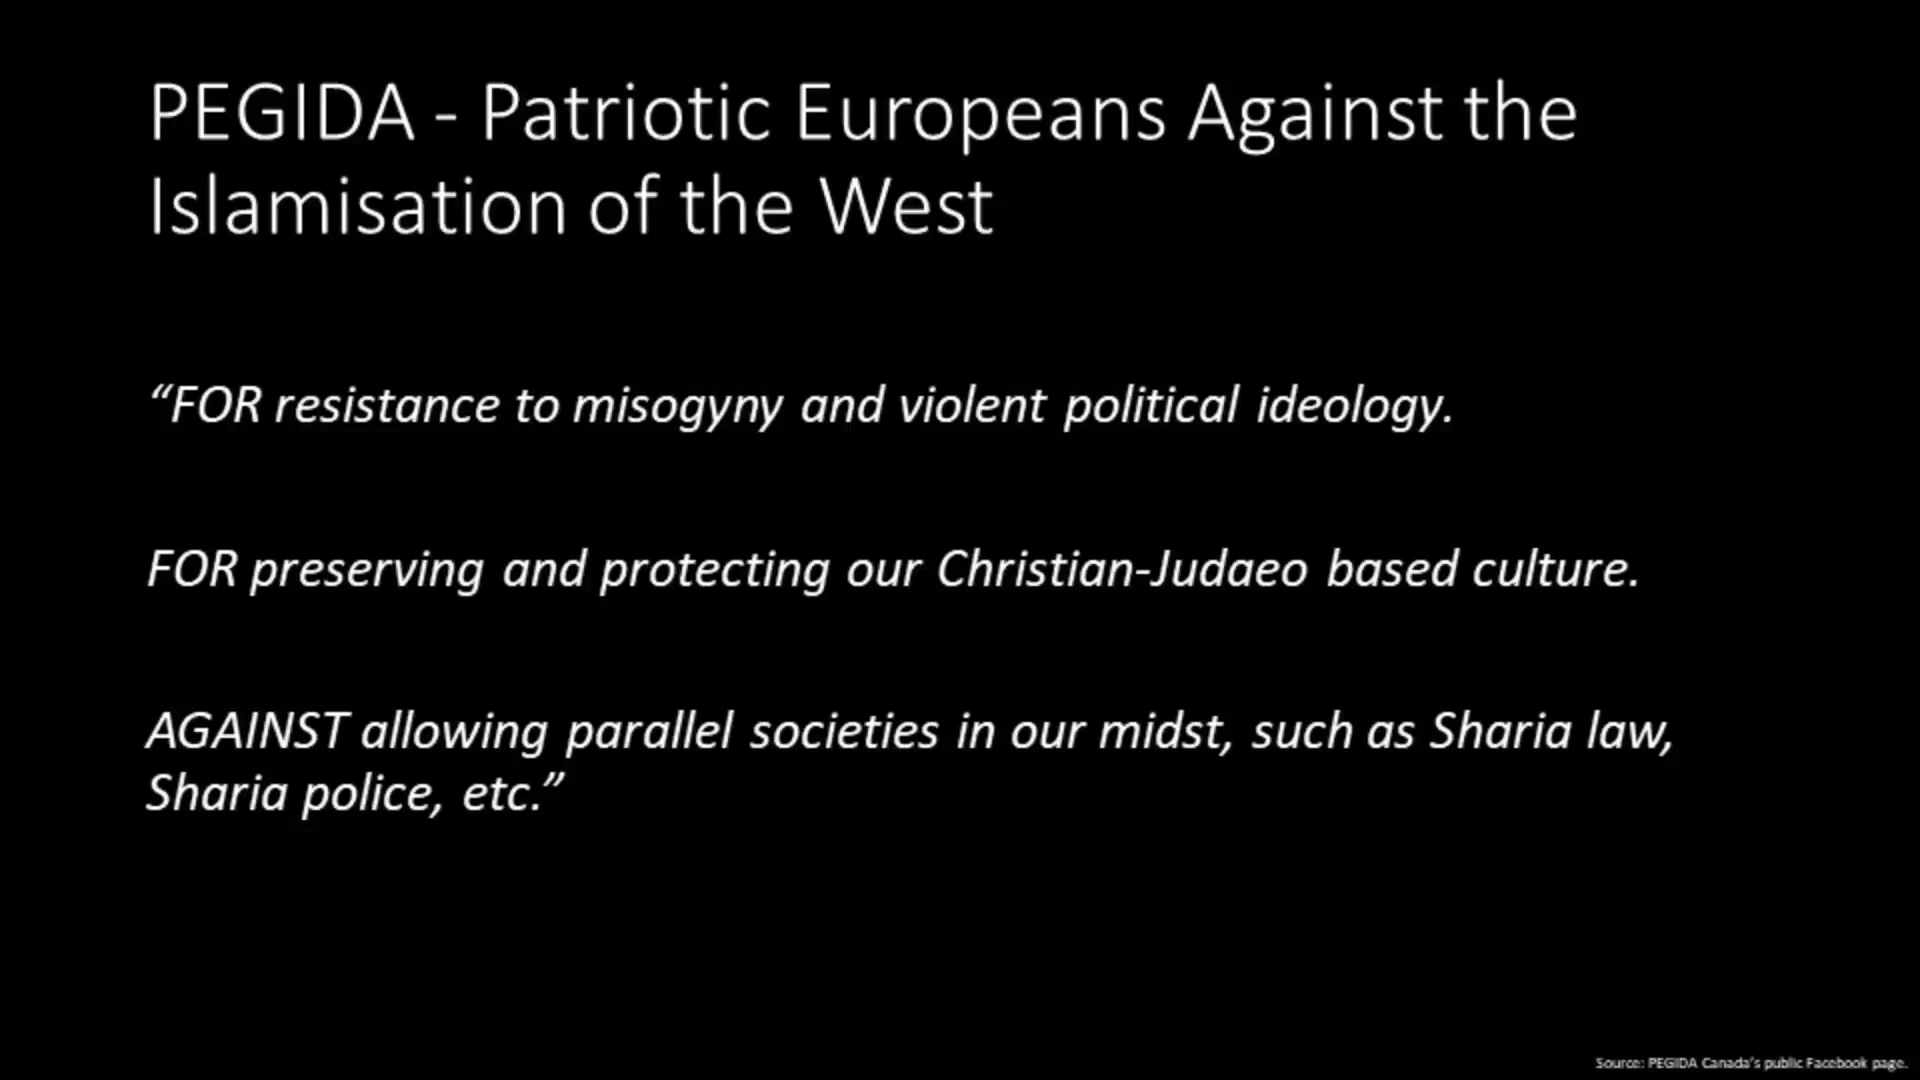 PEGIDA - Patriotic Europeans Against the
Islamisation of the West
“FOR resistance to misogyny and violent political ideology.
FOR preserving and protecting our Christian-Judaeo based culture.
AGAINST allowing parallel societies in our midst, such as Sharia law,
Sharia police, etc.”
Source: PEGIDA Canada's public Facebook page.